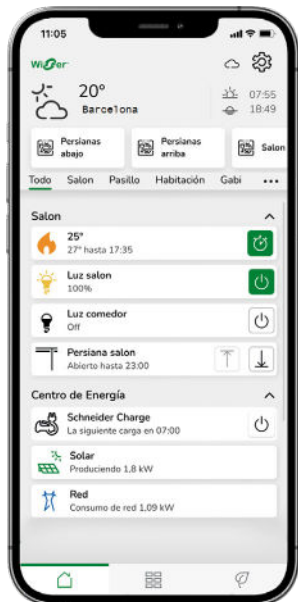 11:05
Wiser
20°
Barcelona
07:55
18:49
Persianas
abajo
Persianas
arriba
Salon
Todo Salon Pasillo Habitación Gabi
Salon
25°
27° hasta 17:35
Luz salon
100%
Luz comedor
Off
Persiana salon
Abierto hasta 23:00
Centro de Energía
Schneider Charge
La siguiente carga en 07:00
Solar
Produciendo 1,8 kW
Red
Consumo de red 1,09 kW